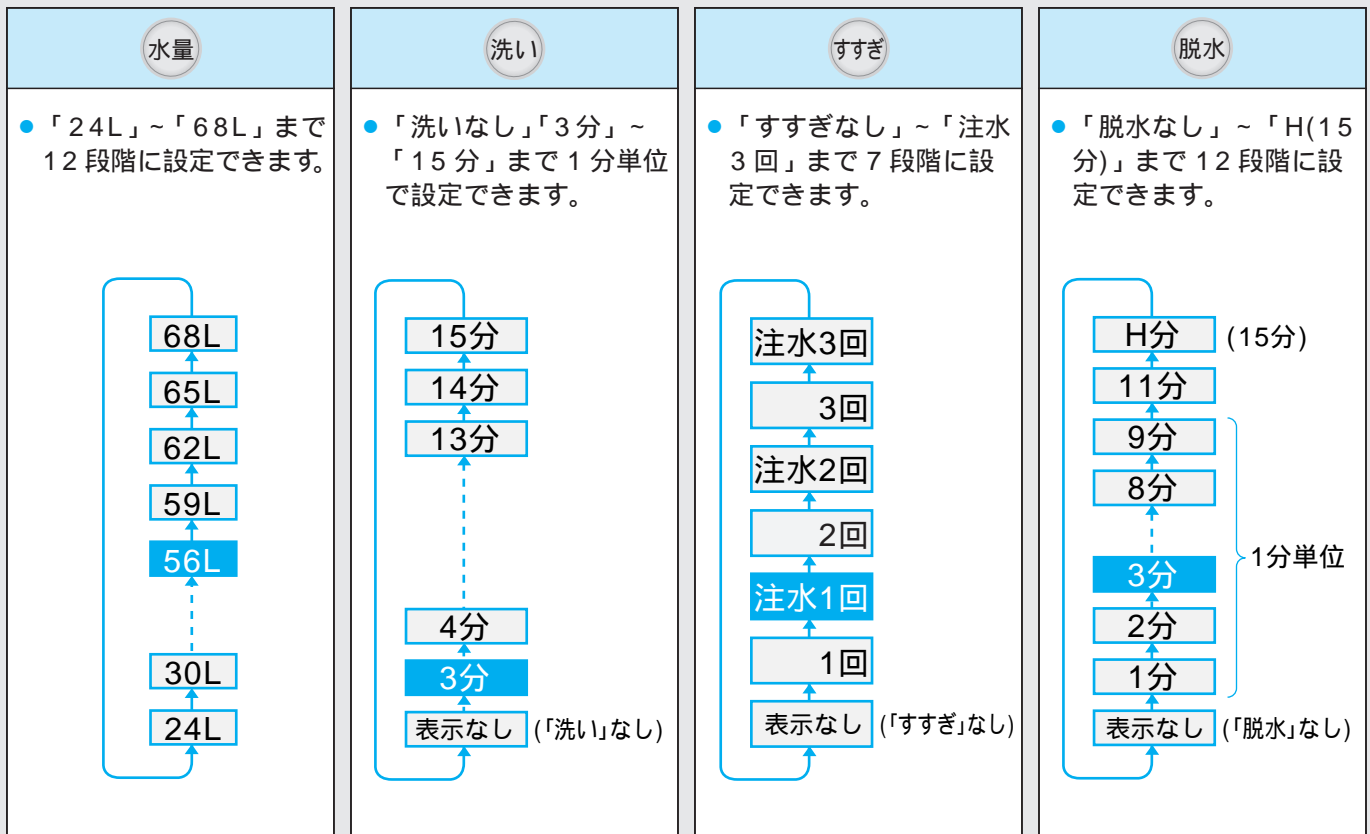 水量
「24L」~「68L」まで
12段階に設定できます。
68L
65L
62L
59L
56L
30L
24L
洗い
「洗いなし」「3分」~
「15分」まで1分単位
で設定できます。
15分
14分
13分
4分
3分
表示なし (「洗い」なし)
すすぎ
「すすぎなし」~「注水
3回」まで7段階に設
定できます。
注水3回
3回
注水2回
2回
注水1回
1回
表示なし (「すすぎ」なし)
脱水
「脱水なし」~「H(15
分)」まで12段階に設
定できます。
H分 (15分)
11分
9分
8分
1分単位
3分
2分
1分
表示なし (「脱水」なし)